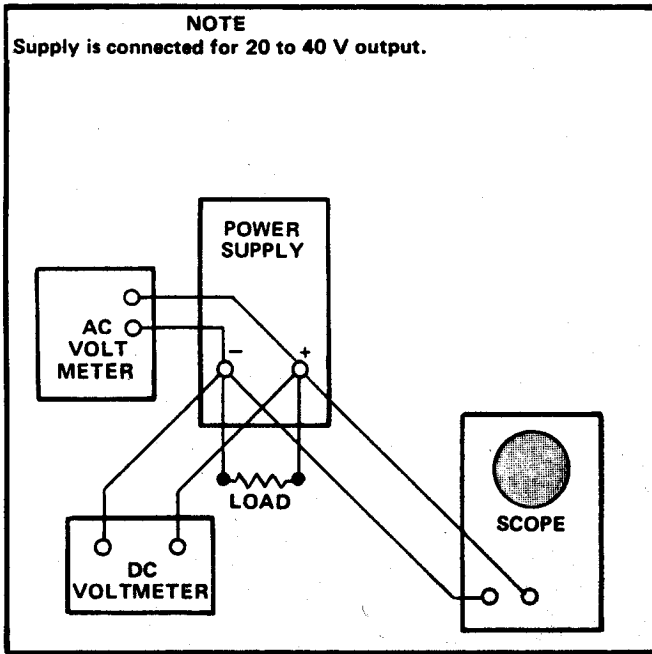 NOTE
Supply is connected for 20 to 40 V output.
POWER
SUPPLY
AC
VOLT
METER
−
+
LOAD
SCOPE
DC
VOLTMETER